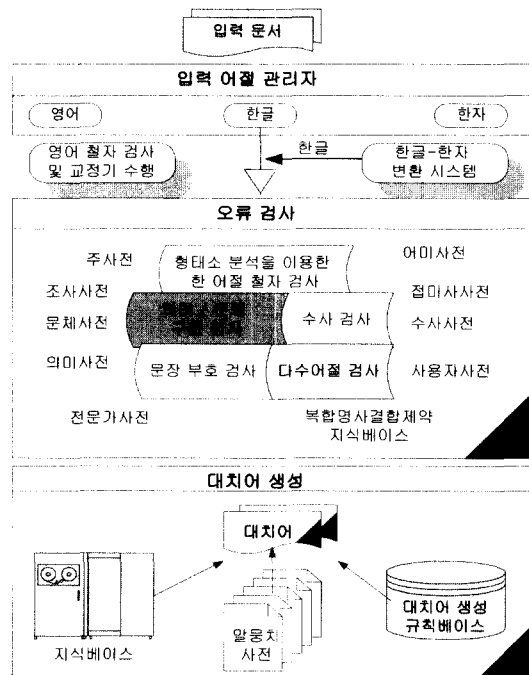 입력 문서
입력 어절 관리자
영어
한글
한자
영어 철자 검사
및 교정기 수행
한글
한글-한자
변환 시스템
오류 검사
주사전
형태소 분석을 이용한
한 어절 철자 검사
어미사전
조사사전
접미사사전
문체사전
수사 검사
수사사전
의미사전
문장 부호 검사
다수어절 검사
사용자사전
전문가사전
복합명사결합제약
지식베이스
대치어 생성
대치어
지식베이스
말뭉치
사전
대치어 생성
규칙베이스